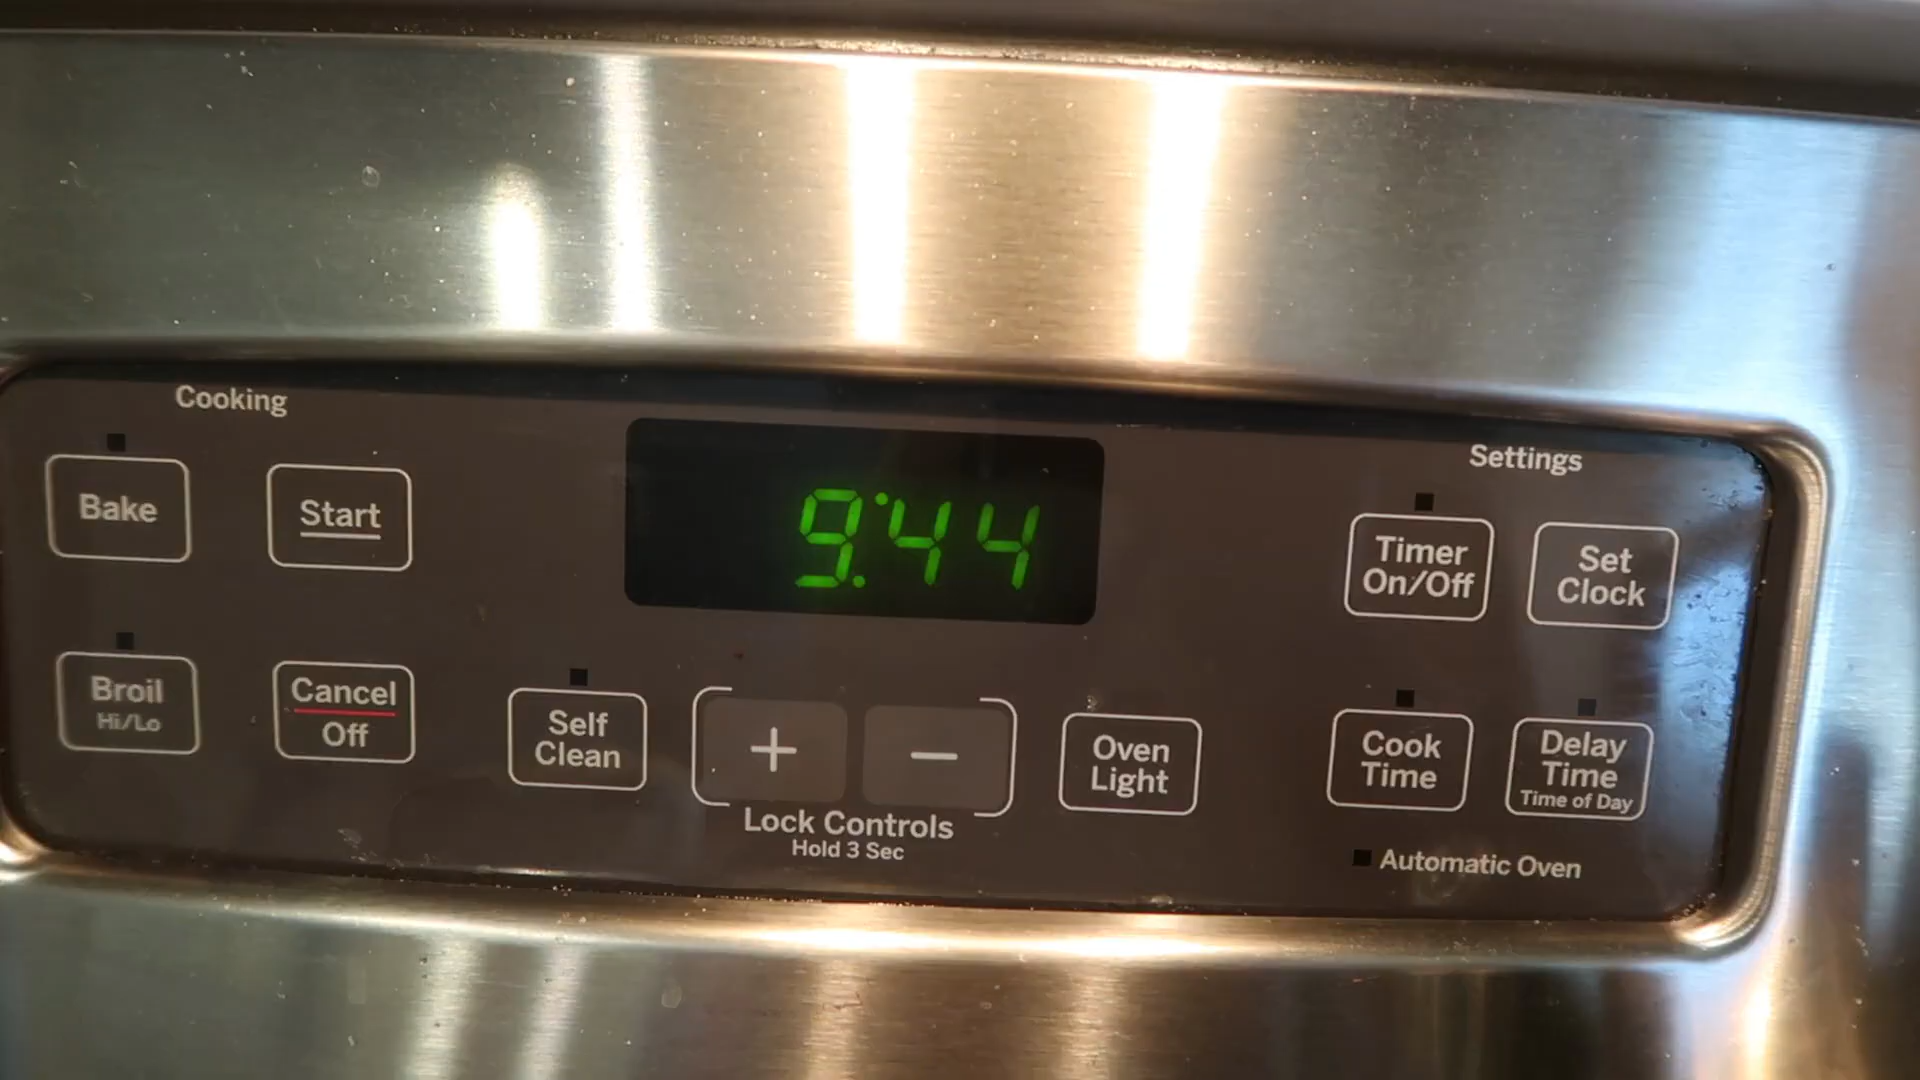 Cooking
Settings
Bake
Start
9:44
Timer
On/Off
Set
Clock
Broil
Hi/Lo
Cancel
Off
Self
Clean
+
−
Oven
Light
Cook
Time
Delay
Time
Time of Day
Lock Controls
Hold 3 Sec
Automatic Oven